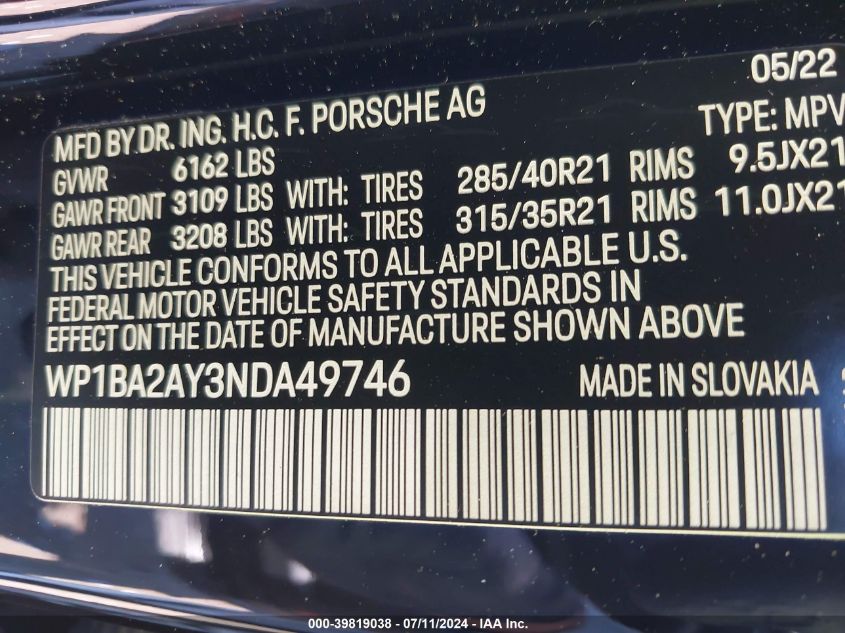 05/22
MFD BY DR. ING. H.C. F. PORSCHE AG TYPE: MPV
GVWR 6162 LBS
GAWR FRONT 3109 LBS WITH: TIRES 285/40R21 RIMS 9.5JX21
GAWR REAR 3208 LBS WITH: TIRES 315/35R21 RIMS 11.0JX21
THIS VEHICLE CONFORMS TO ALL APPLICABLE U.S.
FEDERAL MOTOR VEHICLE SAFETY STANDARDS IN
EFFECT ON THE DATE OF MANUFACTURE SHOWN ABOVE
WP1BA2AY3NDA49746 MADE IN SLOVAKIA
000-39819038 - 07/11/2024 - IAA Inc.